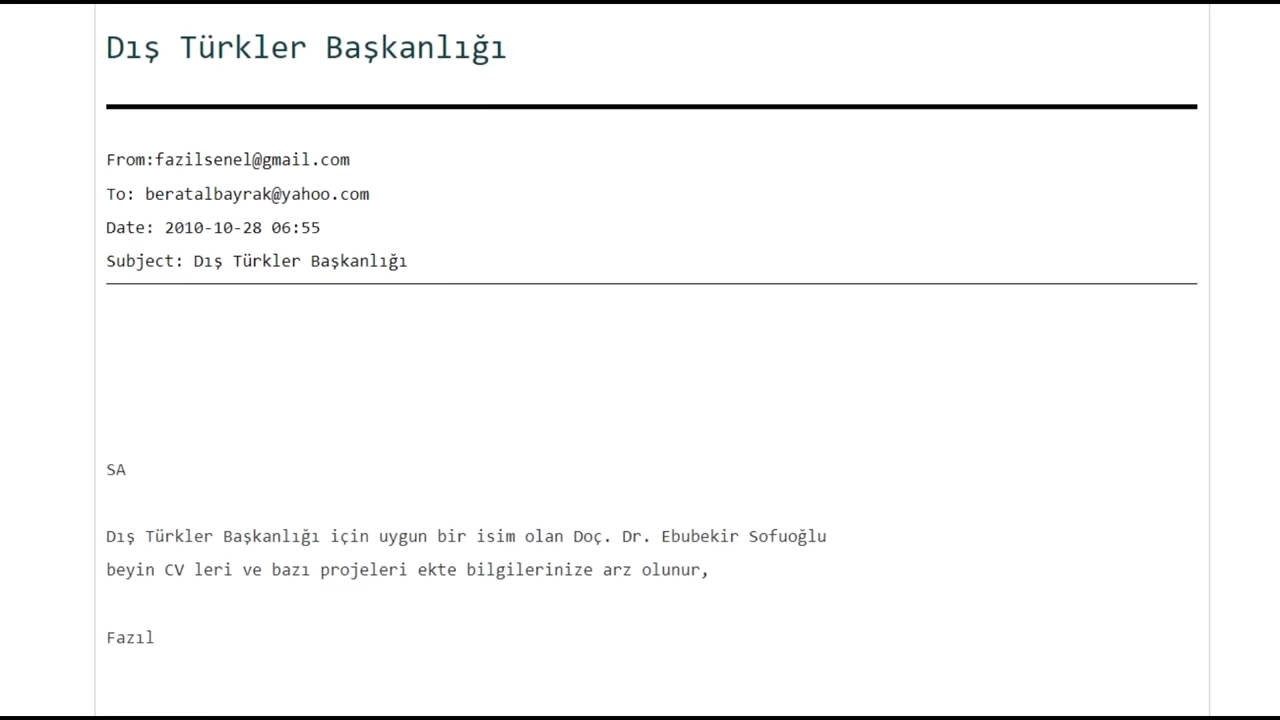 Dış Türkler Başkanlığı
From:fazilsenel@gmail.com
To: beratalbayrak@yahoo.com
Date: 2010-10-28 06:55
Subject: Dış Türkler Başkanlığı
SA
Dış Türkler Başkanlığı için uygun bir isim olan Doç. Dr. Ebubekir Sofuoğlu
beyin CV leri ve bazı projeleri ekte bilgilerinize arz olunur,
Fazıl